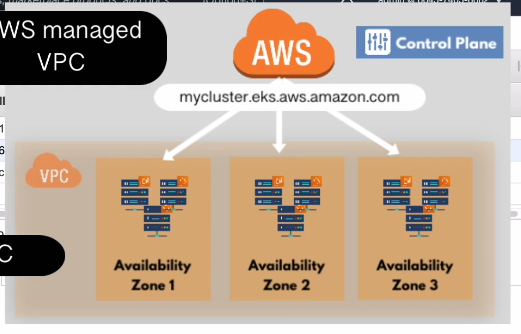 WS managed
VPC
AWS
Control Plane
mycluster.eks.aws.amazon.com
VPC
C
Availability
Zone 1
Availability
Zone 2
Availability
Zone 3